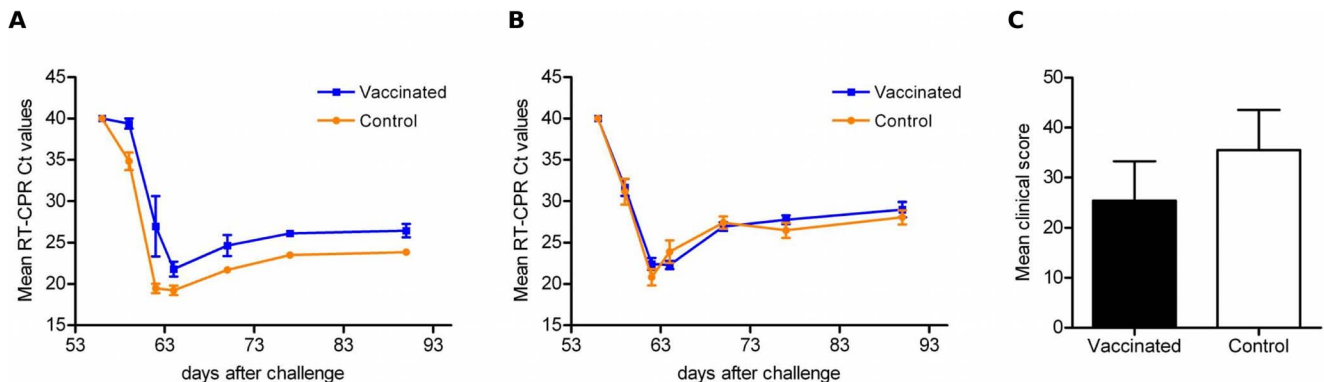 A
Mean RT-CPR Ct values
45
40
35
30
25
20
15
53
63
73
83
93
days after challenge
Vaccinated
Control
B
Mean RT-CPR Ct values
45
40
35
30
25
20
15
53
63
73
83
93
days after challenge
Vaccinated
Control
C
Mean clinical score
50
40
30
20
10
0
Vaccinated
Control